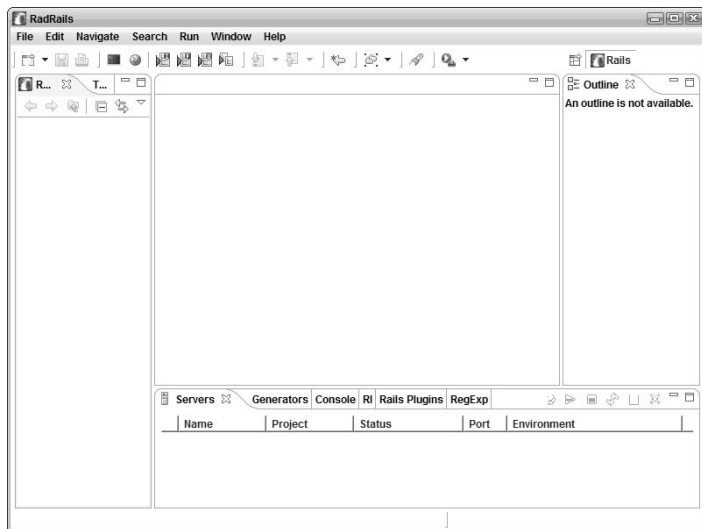 RadRails
File Edit Navigate Search Run Window Help
Rails
R... T...
Outline
An outline is not available.
Servers Generators Console RI Rails Plugins RegExp
Name Project Status Port Environment